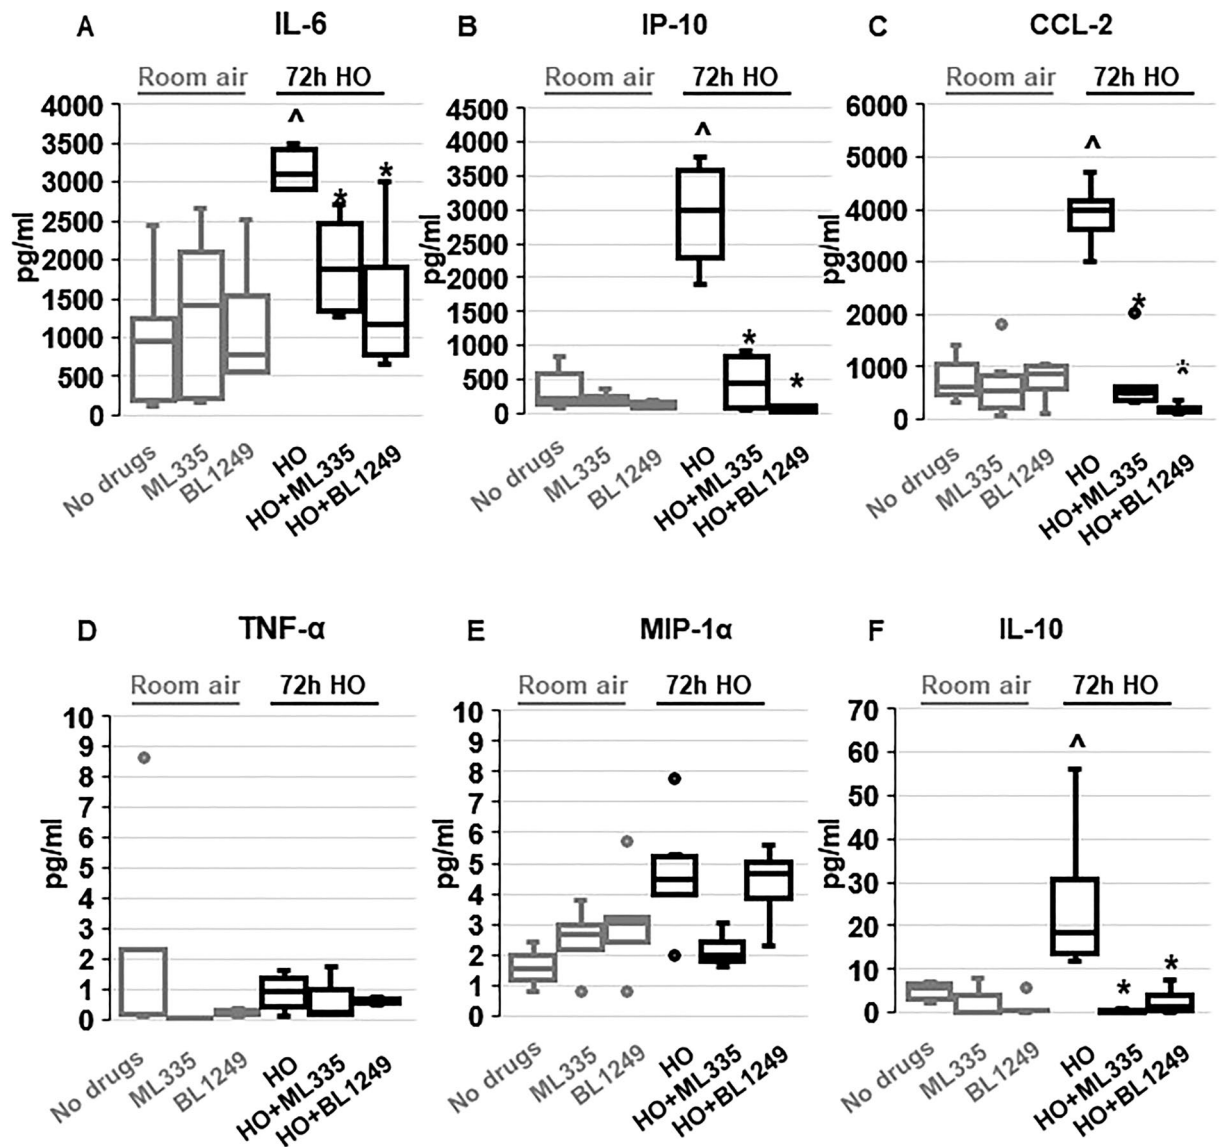 A IL-6
Room air 72h HO
4000
3500
3000
2500
2000
1500
1000
500
0
pg/ml
^
*
*
No drugs
ML335
BL1249
HO
HO+ML335
HO+BL1249
B IP-10
Room air 72h HO
4500
4000
3500
3000
2500
2000
1500
1000
500
0
pg/ml
^
*
*
No drugs
ML335
BL1249
HO
HO+ML335
HO+BL1249
C CCL-2
Room air 72h HO
6000
5000
4000
3000
2000
1000
0
pg/ml
^
*
*
No drugs
ML335
BL1249
HO
HO+ML335
HO+BL1249
D TNF-α
Room air 72h HO
10
9
8
7
6
5
4
3
2
1
0
pg/ml
No drugs
ML335
BL1249
HO
HO+ML335
HO+BL1249
E MIP-1α
Room air 72h HO
10
9
8
7
6
5
4
3
2
1
0
pg/ml
No drugs
ML335
BL1249
HO
HO+ML335
HO+BL1249
F IL-10
Room air 72h HO
70
60
50
40
30
20
10
0
pg/ml
^
*
*
No drugs
ML335
BL1249
HO
HO+ML335
HO+BL1249